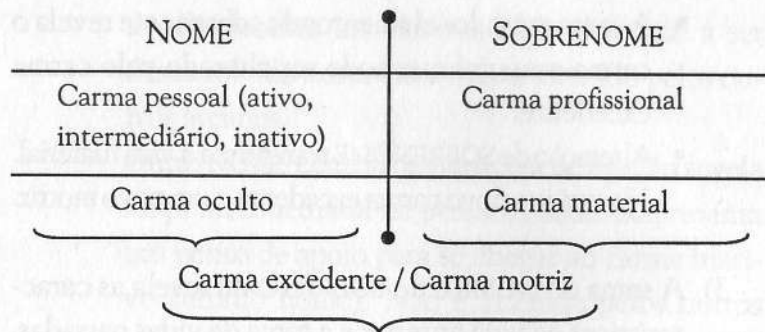 NOME SOBRENOME
Carma pessoal (ativo, Carma profissional
intermediário, inativo)
Carma oculto Carma material
Carma excedente / Carma motriz